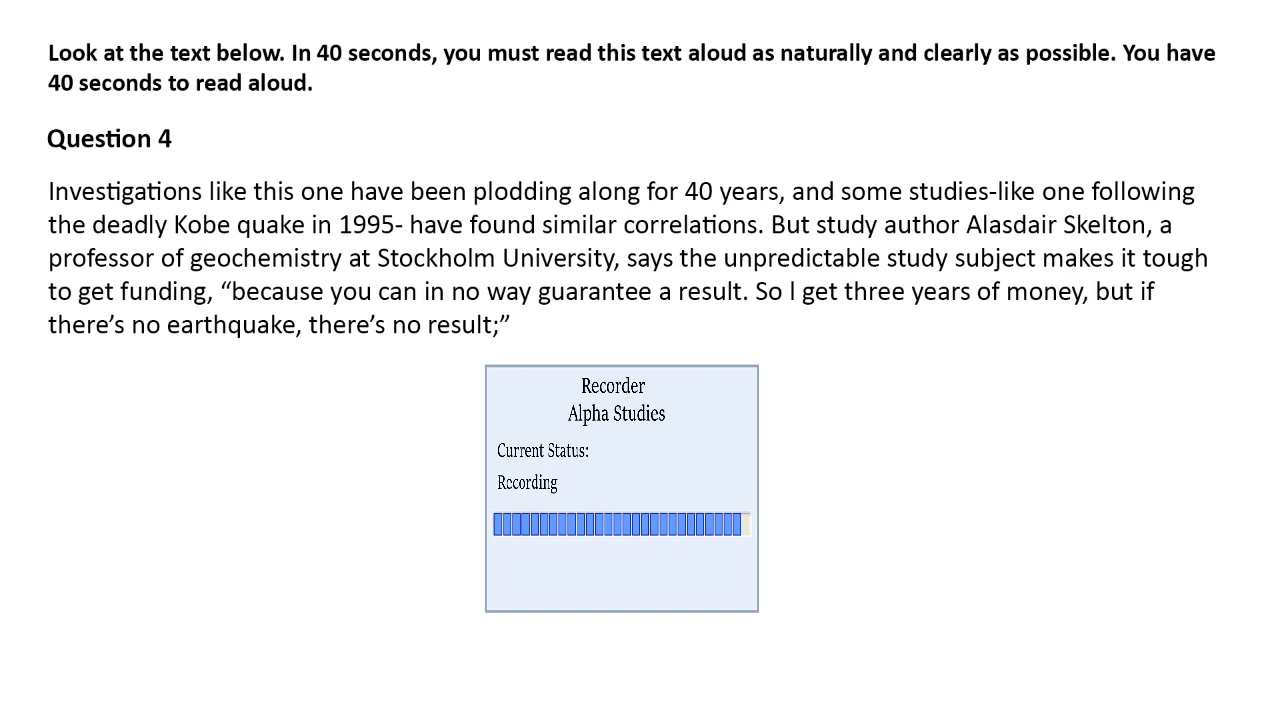 Look at the text below. In 40 seconds, you must read this text aloud as naturally and clearly as possible. You have
40 seconds to read aloud.
Question 4
Investigations like this one have been plodding along for 40 years, and some studies-like one following
the deadly Kobe quake in 1995- have found similar correlations. But study author Alasdair Skelton, a
professor of geochemistry at Stockholm University, says the unpredictable study subject makes it tough
to get funding, “because you can in no way guarantee a result. So I get three years of money, but if
there’s no earthquake, there’s no result;”
Recorder
Alpha Studies
Current Status:
Recording